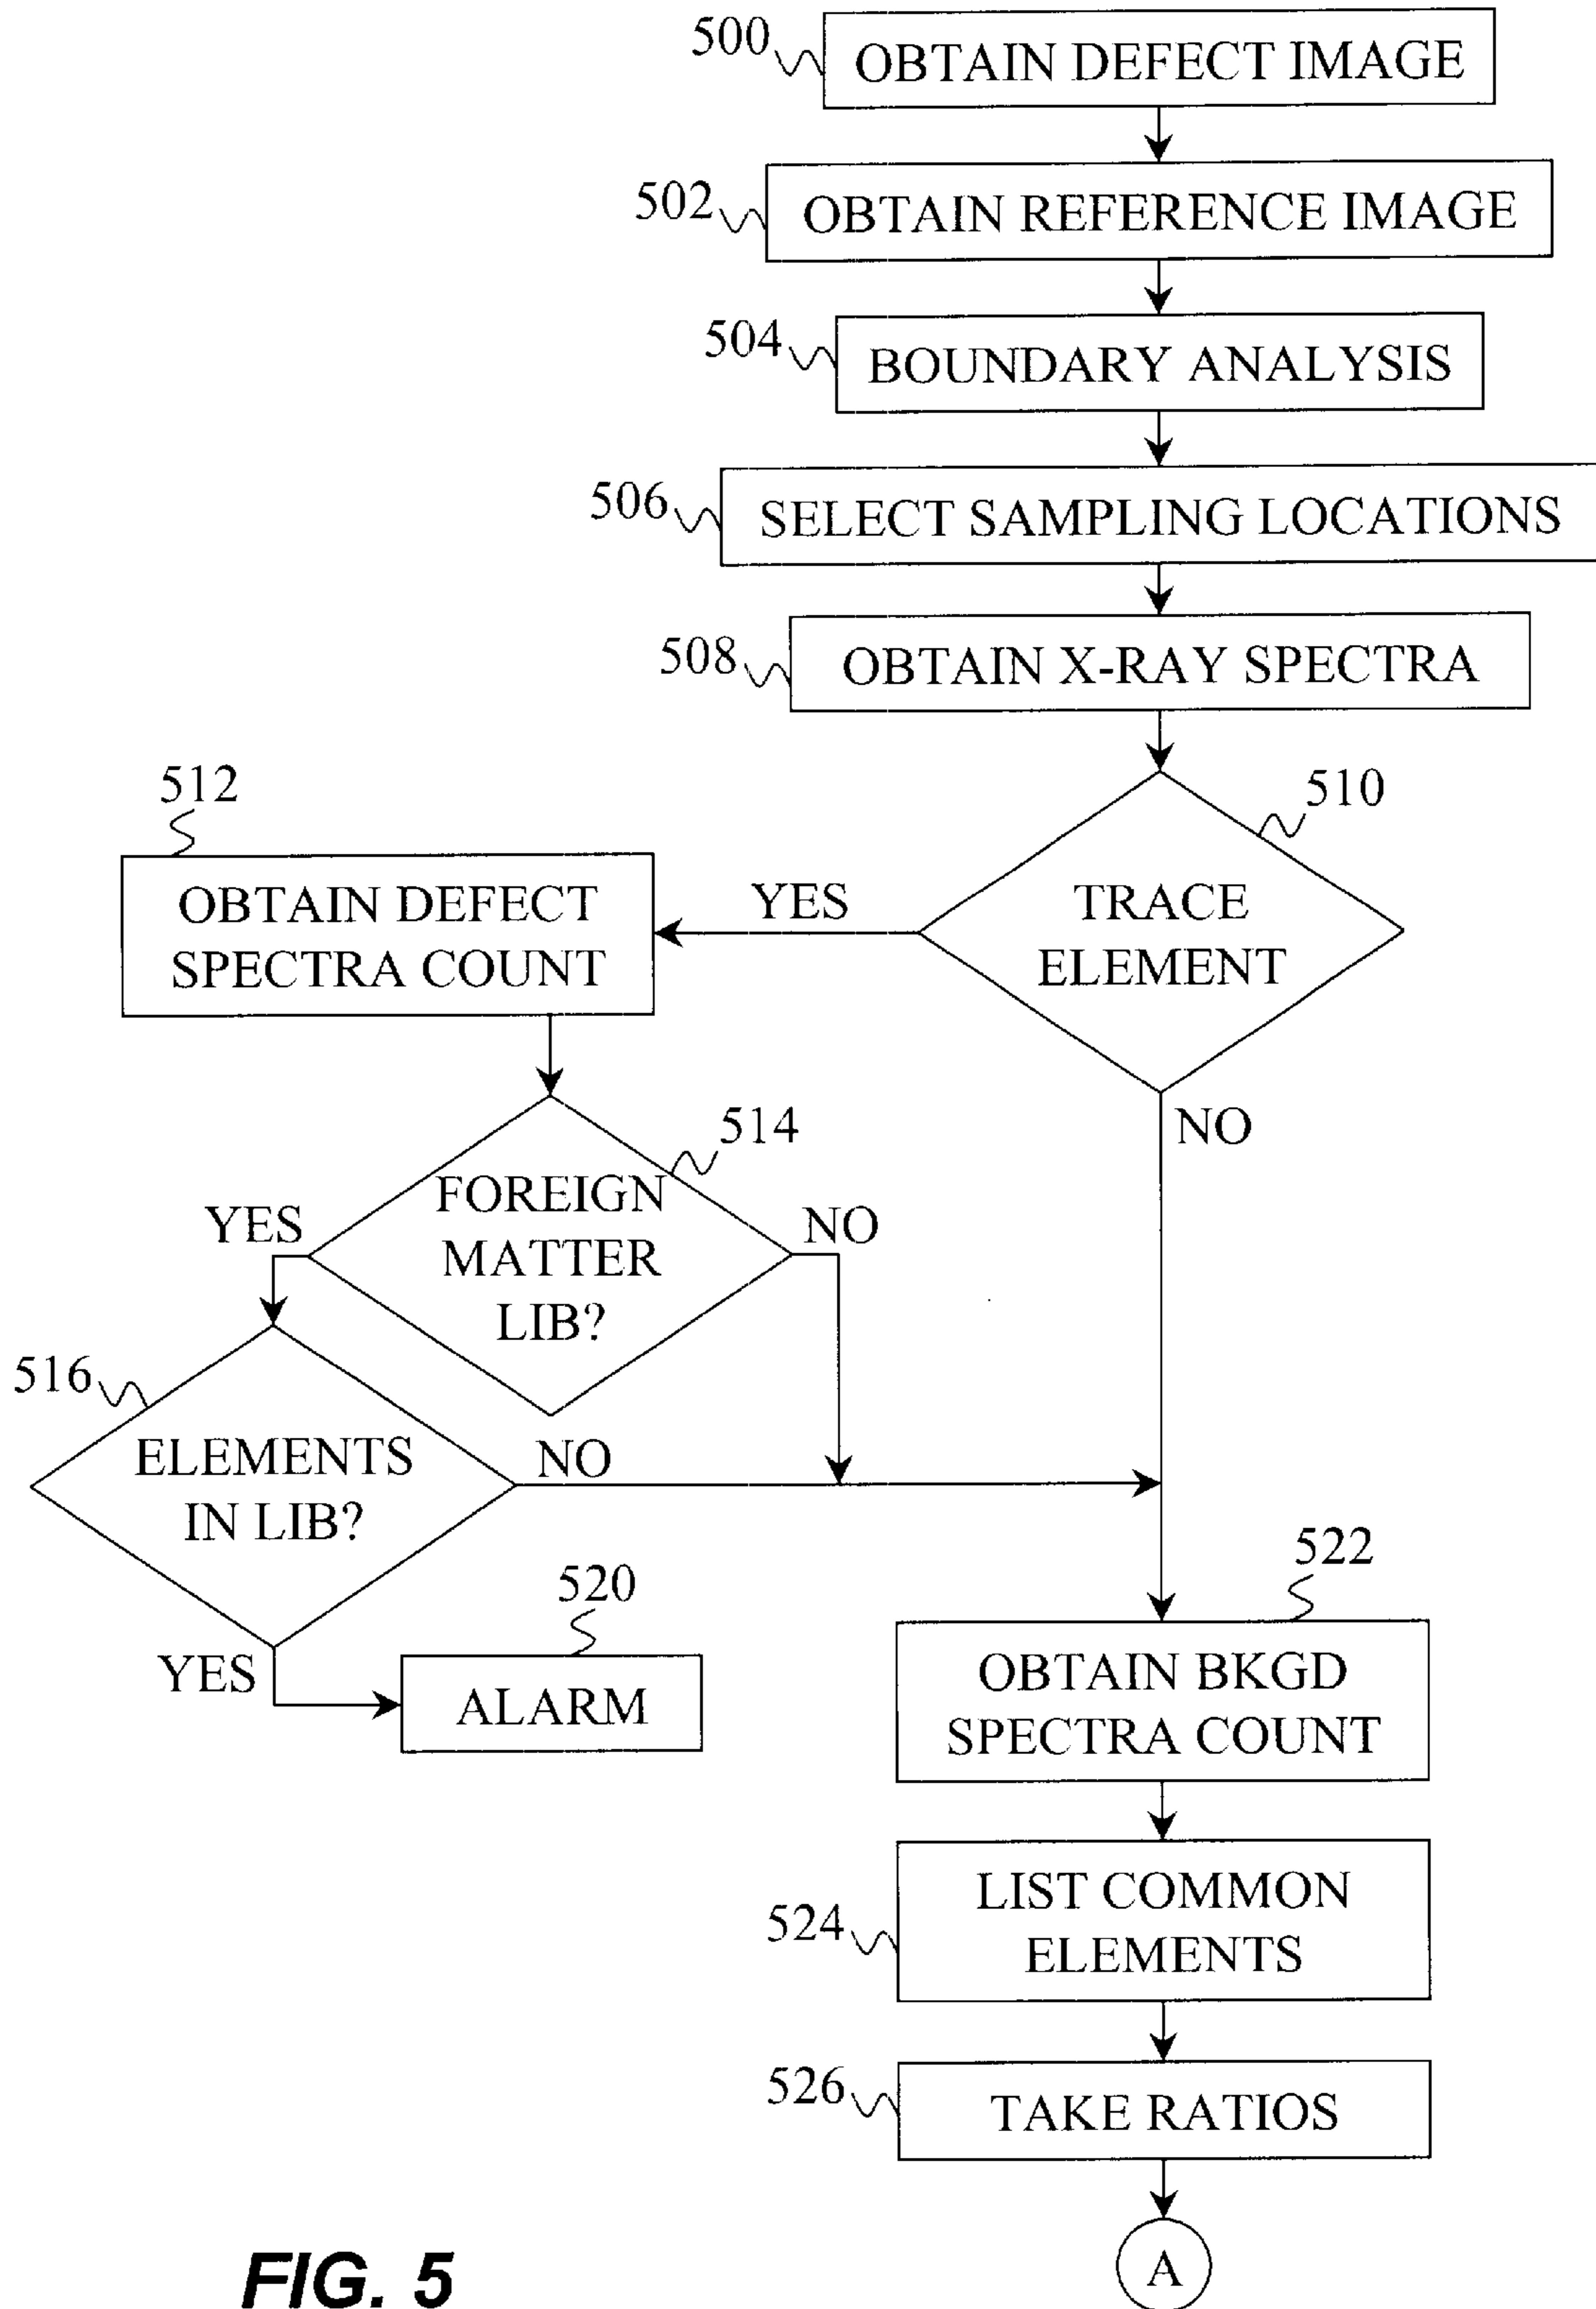 500
OBTAIN DEFECT IMAGE
502
OBTAIN REFERENCE IMAGE
504
BOUNDARY ANALYSIS
506
SELECT SAMPLING LOCATIONS
508
OBTAIN X-RAY SPECTRA
510
TRACE
ELEMENT
YES
NO
512
OBTAIN DEFECT
SPECTRA COUNT
514
FOREIGN
MATTER
LIB?
YES
NO
516
ELEMENTS
IN LIB?
NO
YES
520
ALARM
522
OBTAIN BKGD
SPECTRA COUNT
524
LIST COMMON
ELEMENTS
526
TAKE RATIOS
A
FIG. 5